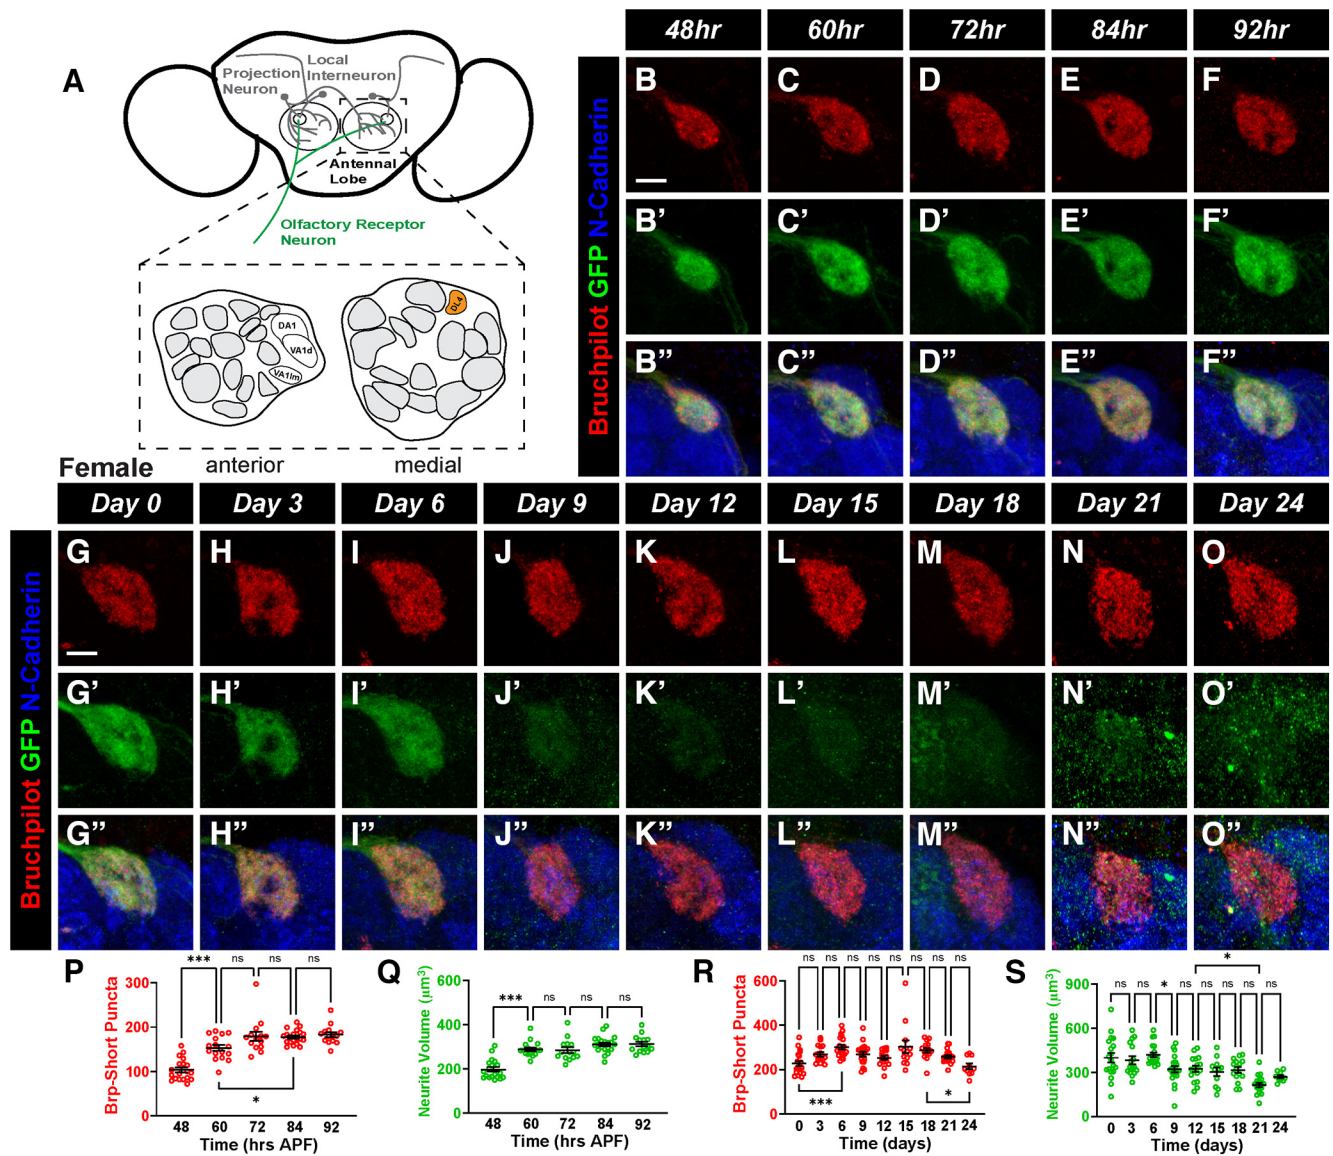 A
Projection
Neuron
Local
Interneuron
Antennal
Lobe
Olfactory Receptor
Neuron
DA1
VA1d
VA1lm
DL4
anterior medial
48hr 60hr 72hr 84hr 92hr
Bruchpilot GFP N-Cadherin
B C D E F
B’ C’ D’ E’ F’
B” C” D” E” F”
Female
Day 0 Day 3 Day 6 Day 9 Day 12 Day 15 Day 18 Day 21 Day 24
Bruchpilot GFP N-Cadherin
G H I J K L M N O
G’ H’ I’ J’ K’ L’ M’ N’ O’
G” H” I” J” K” L” M” N” O”
P
*** ns ns ns
*
Brp-Short Puncta
300
200
100
0
48 60 72 84 92
Time (hrs APF)
Q
*** ns ns ns
Neurite Volume (µm³)
600
400
200
0
48 60 72 84 92
Time (hrs APF)
R
ns ns ns ns ns ns ns ns
*** *
Brp-Short Puncta
600
400
200
0
0 3 6 9 12 15 18 21 24
Time (days)
S
*
ns ns * ns ns ns ns ns
Neurite Volume (µm³)
900
600
300
0
0 3 6 9 12 15 18 21 24
Time (days)